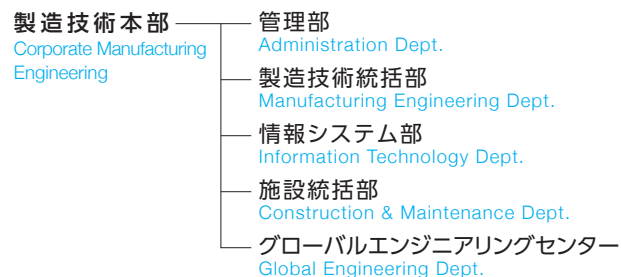 製造技術本部
Corporate Manufacturing
Engineering
管理部
Administration Dept.
製造技術統括部
Manufacturing Engineering Dept.
情報システム部
Information Technology Dept.
施設統括部
Construction & Maintenance Dept.
グローバルエンジニアリングセンター
Global Engineering Dept.